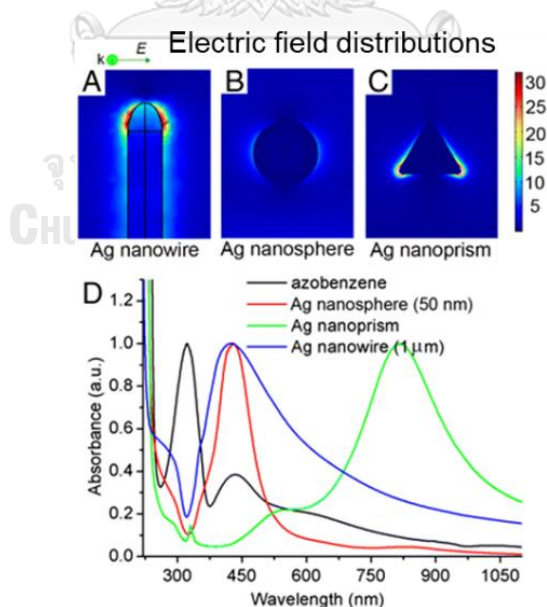 Electric field distributions
k E
A B C
30
25
20
15
10
5
CHU
Ag nanowire Ag nanosphere Ag nanoprism
D
azobenzene
Ag nanosphere (50 nm)
Ag nanoprism
Ag nanowire (1 μm)
Absorbance (a.u.)
1.2
1.0
0.8
0.6
0.4
0.2
0.0
300 450 600 750 900 1050
Wavelength (nm)